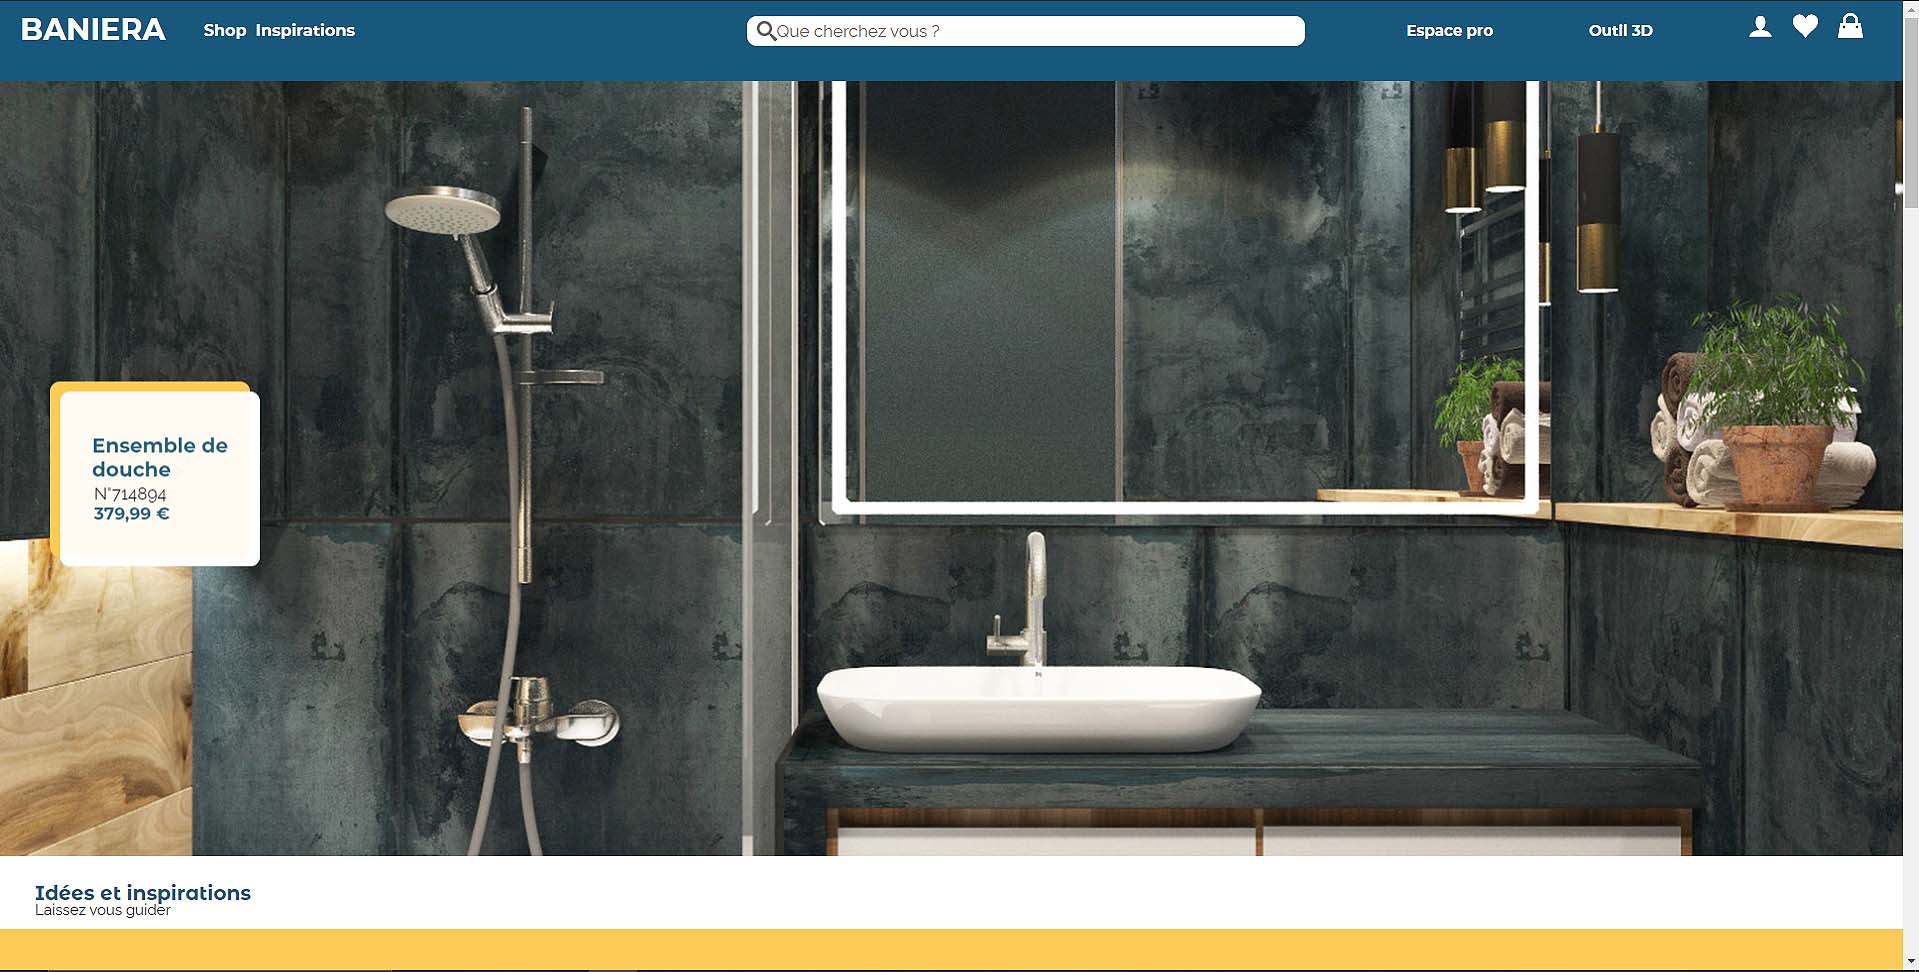 BANIERA
Shop Inspirations
Que cherchez vous ?
Espace pro
Outil 3D
Ensemble de
douche
N°714894
379,99 €
Idées et inspirations
Laissez vous guider